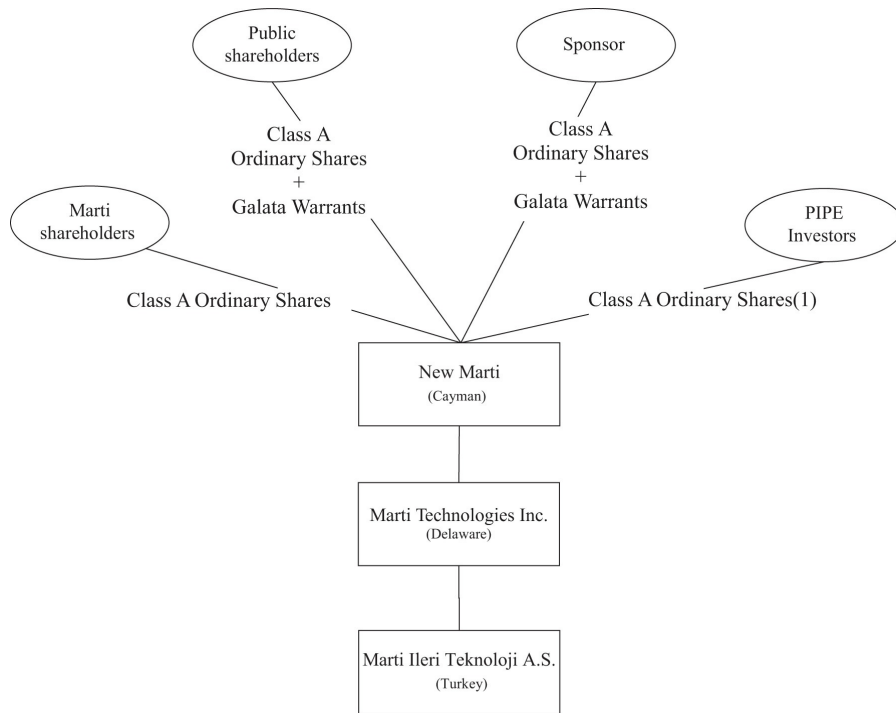 Public
shareholders
Sponsor
Class A
Ordinary Shares
+
Galata Warrants
Class A
Ordinary Shares
+
Galata Warrants
Marti
shareholders
PIPE
Investors
Class A Ordinary Shares
Class A Ordinary Shares(1)
New Marti
(Cayman)
Marti Technologies Inc.
(Delaware)
Marti Ileri Teknoloji A.S.
(Turkey)